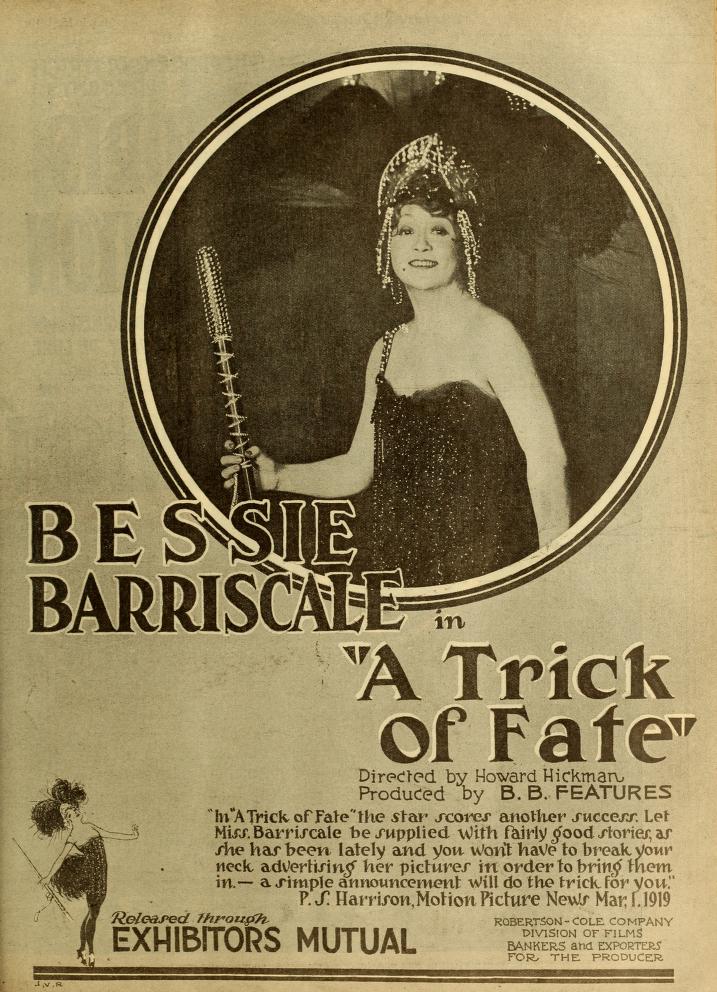 BESSIE
BARRISCALE in
"A Trick
of Fate"
Directed by Howard Hickman
Produced by B. B. FEATURES
"In "A Trick of Fate" the star scores another success. Let
Miss. Barriscale be supplied with fairly good stories, as
she has been lately and you won't have to break your
neck advertising her pictures in order to bring them
in. — a simple announcement will do the trick for you."
P. S. Harrison, Motion Picture News Mar. 1. 1919
Released through
EXHIBITORS MUTUAL
ROBERTSON-COLE COMPANY
DIVISION OF FILMS
BANKERS and EXPORTERS
FOR THE PRODUCER
J.V.R